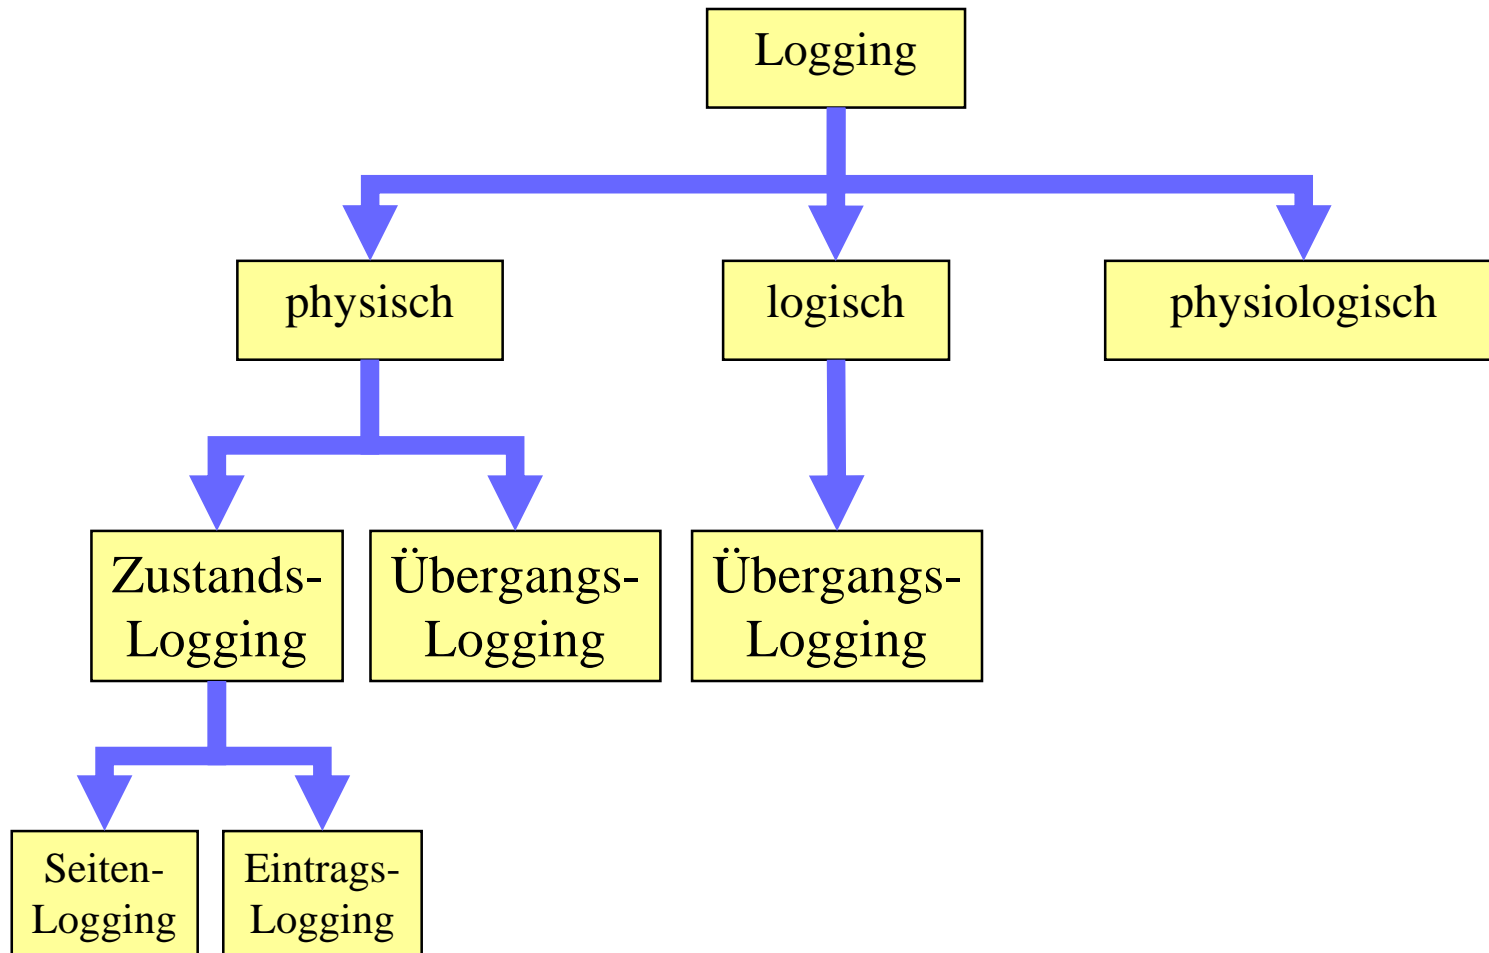 Logging
physisch
logisch
physiologisch
Zustands-
Logging
Übergangs-
Logging
Übergangs-
Logging
Seiten-
Logging
Eintrags-
Logging